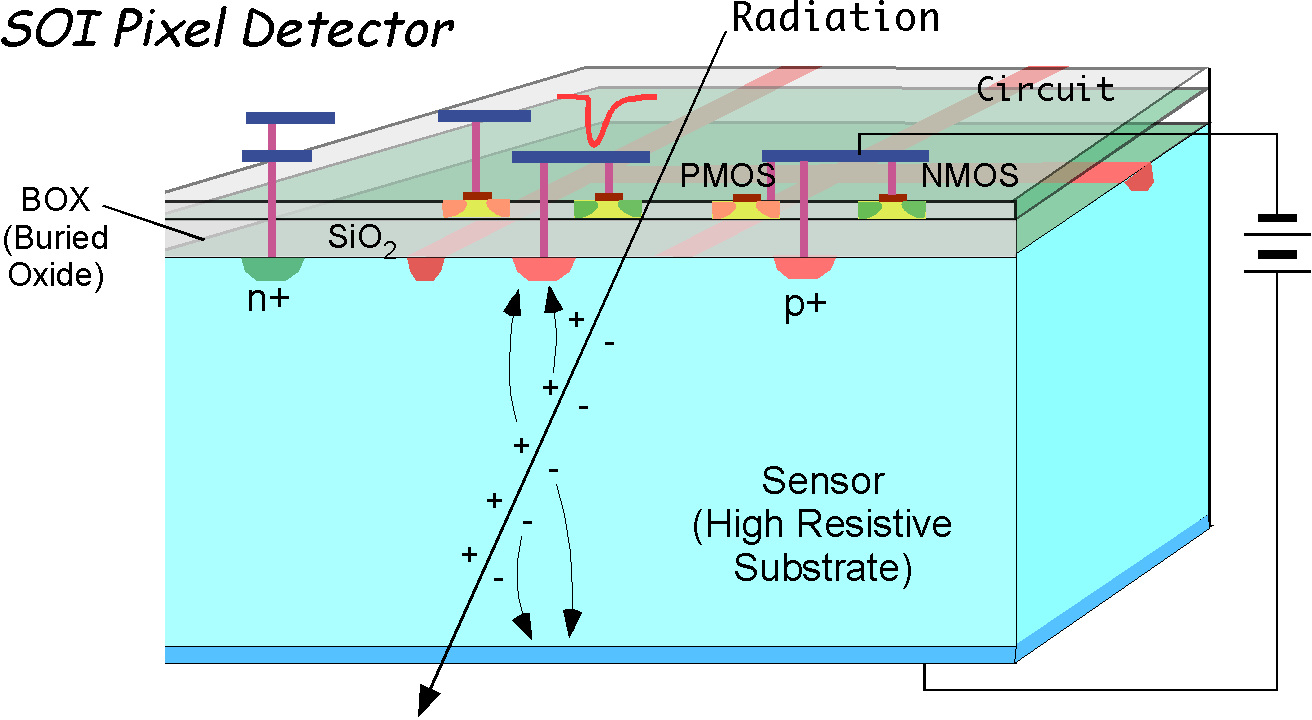 SOI Pixel Detector
Radiation
Circuit
PMOS
NMOS
BOX
(Buried
Oxide)
SiO2
n+
p+
+
-
+
-
+
-
+
-
+
-
Sensor
(High Resistive
Substrate)